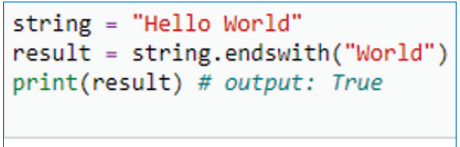 string = "Hello World"
result = string.endswith("World")
print(result) # output: True